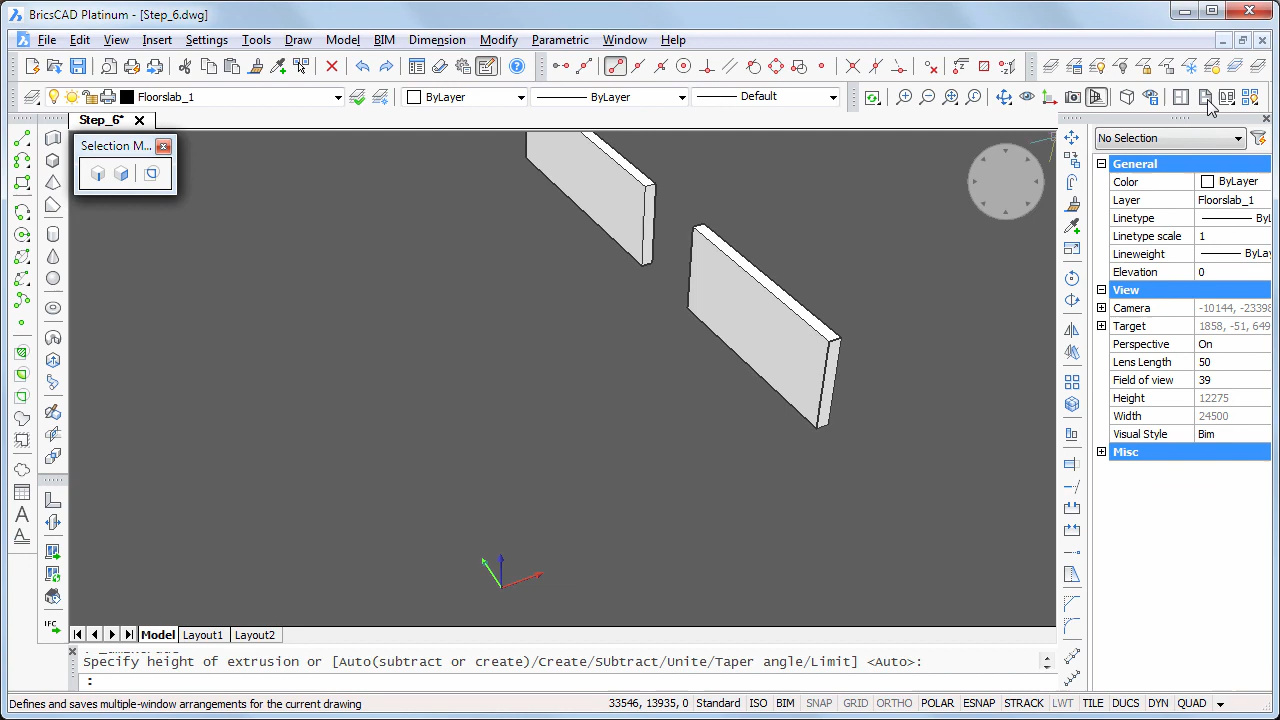 BricsCAD Platinum - [Step_6.dwg]
File Edit View Insert Settings Tools Draw Model BIM Dimension Modify Parametric Window Help
Floorslab_1 ByLayer ByLayer Default
Step_6*
Selection M...
No Selection
General
Color ByLayer
Layer Floorslab_1
Linetype ByL
Linetype scale 1
Lineweight ByLa
Elevation 0
View
Camera -10144, -23398
Target 1858, -51, 649
Perspective On
Lens Length 50
Field of view 39
Height 12275
Width 24500
Visual Style Bim
Misc
IFC
Model Layout1 Layout2
Specify height of extrusion or [Auto(subtract or create)/Create/SUbtract/Unite/Taper angle/Limit] <Auto>:
:
Defines and saves multiple-window arrangements for the current drawing 33546, 13935, 0 Standard ISO BIM SNAP GRID ORTHO POLAR ESNAP STRACK LWT TILE DUCS DYN QUAD